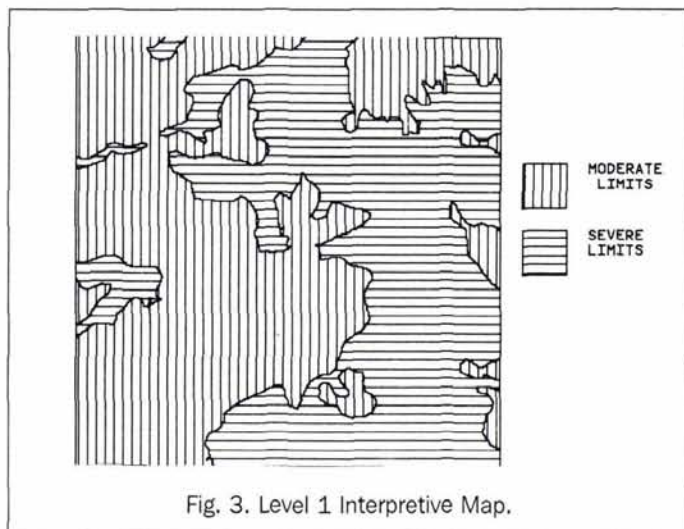 MODERATE
LIMITS
SEVERE
LIMITS
Fig. 3. Level 1 Interpretive Map.